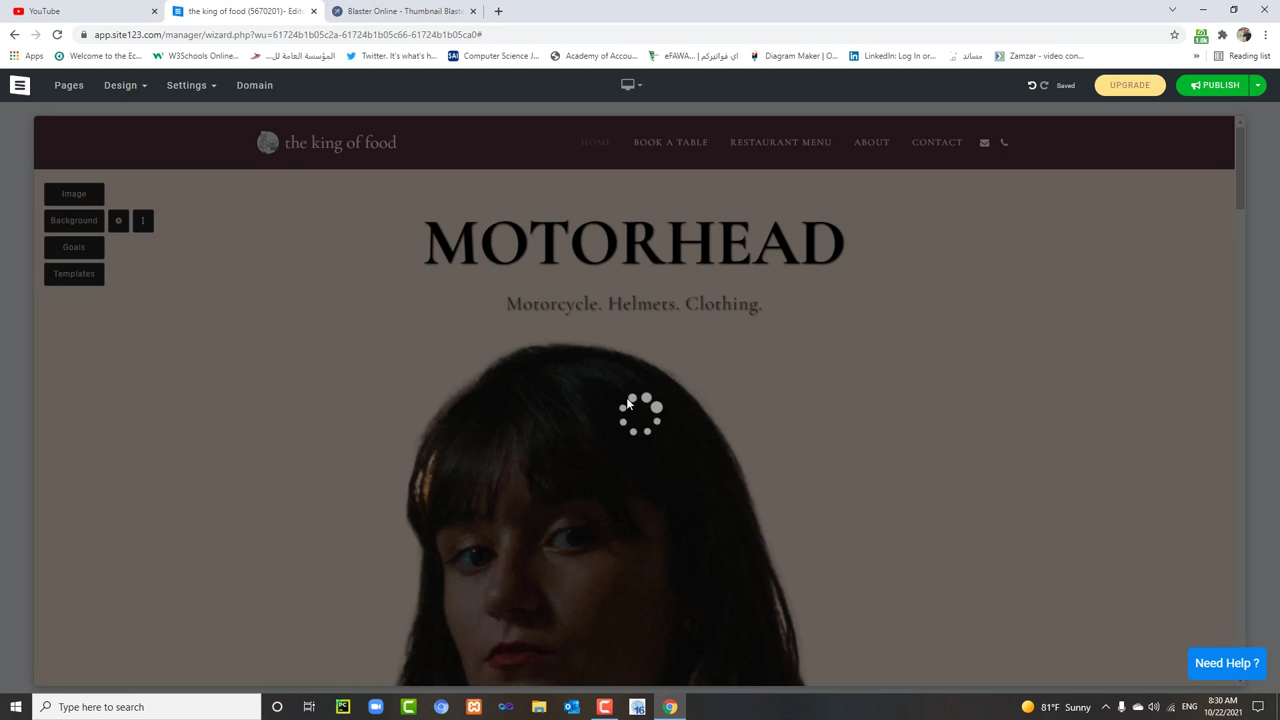 YouTube
the king of food (5670201)- Edit
Blaster Online - Thumbnail Blaste
app.site123.com/manager/wizard.php?wu=61724b1b05c2a-61724b1b05c66-61724b1b05ca0#
Apps
Welcome to the Ec...
W3Schools Online...
المؤسسة العامة لل...
Twitter. It's what's h...
SAI
Computer Science J...
Academy of Accou...
eFAWA... | اي فواتيركم
Diagram Maker | O...
LinkedIn: Log In or...
مساند
Zamzar - video con...
»
Reading list
Pages
Design
Settings
Domain
Saved
UPGRADE
PUBLISH
the king of food
HOME
BOOK A TABLE
RESTAURANT MENU
ABOUT
CONTACT
Image
Background
Goals
Templates
MOTORHEAD
Motorcycle. Helmets. Clothing.
Need Help ?
Type here to search
81°F Sunny
ENG
8:30 AM
10/22/2021